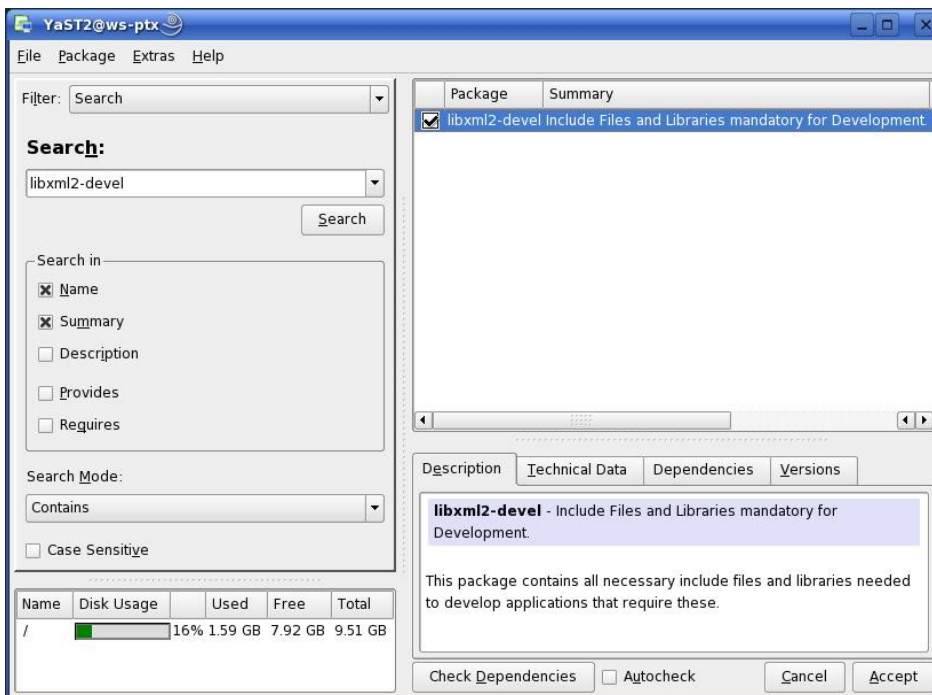 YaST2@ws-ptx
File Package Extras Help
Filter: Search
Search:
libxml2-devel
Search
Search in
Name
Summary
Description
Provides
Requires
Search Mode:
Contains
Case Sensitive
Name Disk Usage Used Free Total
/ 16% 1.59 GB 7.92 GB 9.51 GB
Package Summary
libxml2-devel Include Files and Libraries mandatory for Development.
Description Technical Data Dependencies Versions
libxml2-devel - Include Files and Libraries mandatory for
Development.
This package contains all necessary include files and libraries needed
to develop applications that require these.
Check Dependencies Autocheck Cancel Accept